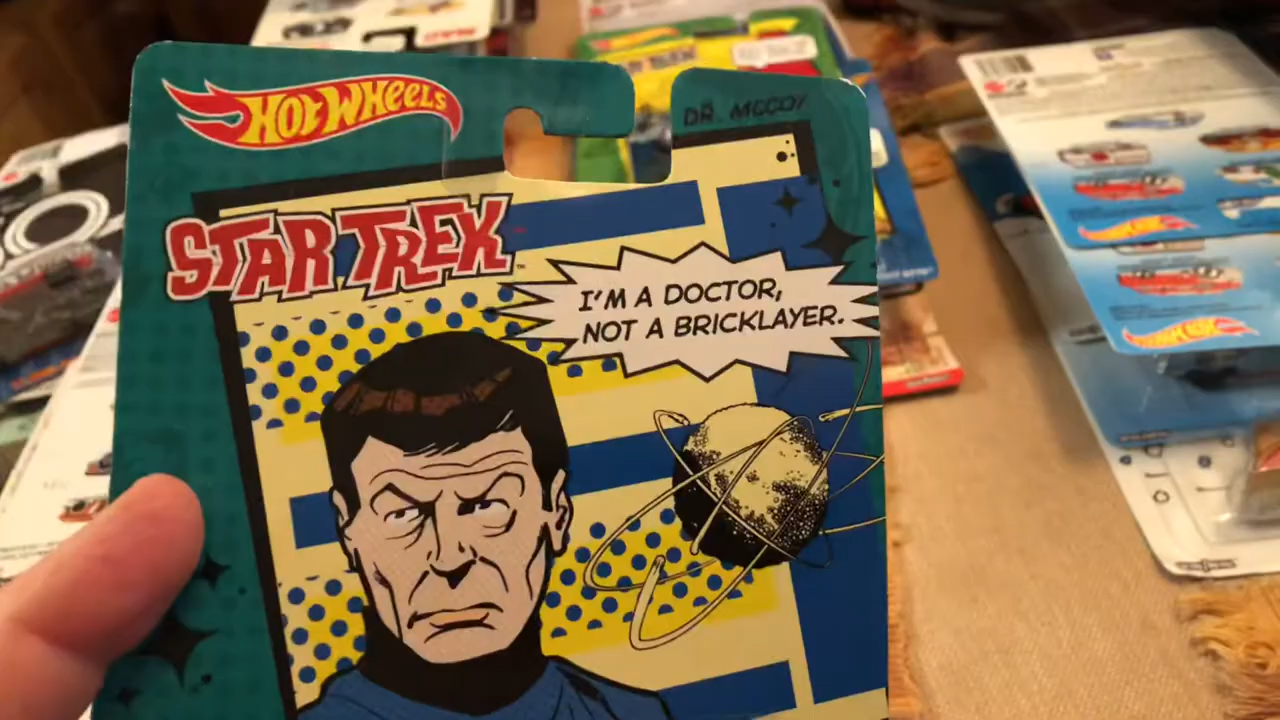 HOT WHEELS
DR. MCCOY
STAR TREK
I'M A DOCTOR,
NOT A BRICKLAYER.